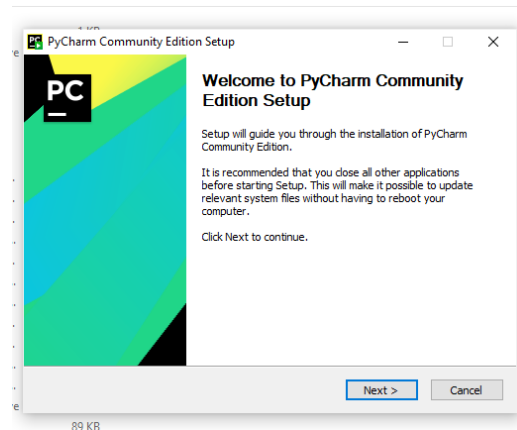 1 KB
PyCharm Community Edition Setup
PC
Welcome to PyCharm Community
Edition Setup
Setup will guide you through the installation of PyCharm
Community Edition.
It is recommended that you close all other applications
before starting Setup. This will make it possible to update
relevant system files without having to reboot your
computer.
Click Next to continue.
Next >
Cancel
89 KB